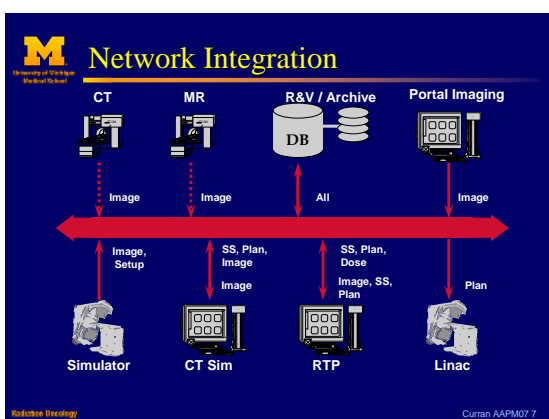 M
University of Michigan
Medical School
Network Integration
CT
MR
R&V / Archive
Portal Imaging
DB
Image
Image
All
Image
Image,
Setup
SS, Plan,
Image
Image
SS, Plan,
Dose
Image, SS,
Plan
Plan
Simulator
CT Sim
RTP
Linac
Radiation Oncology
Curran AAPM07 7